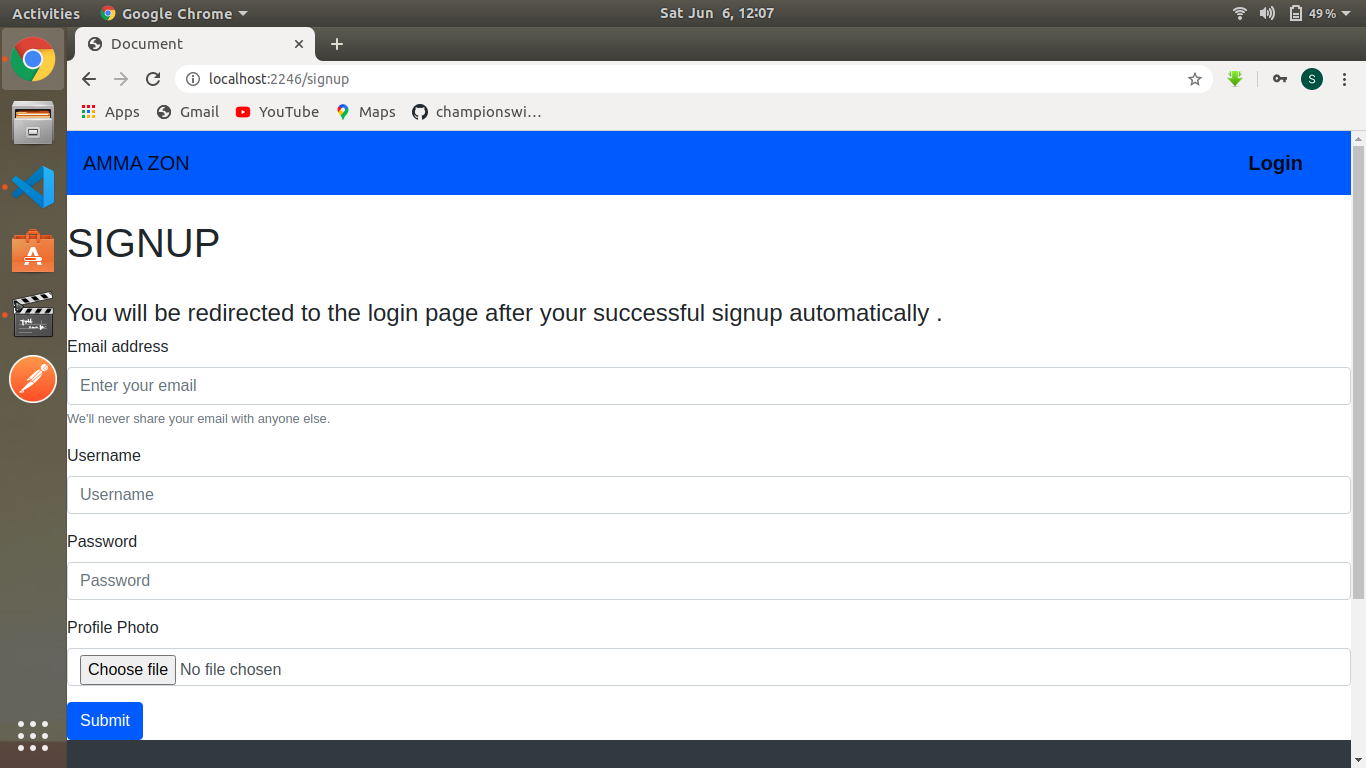 Activities Google Chrome Sat Jun 6, 12:07 49%
Document
localhost:2246/signup S
Apps Gmail YouTube Maps championswi…
AMMA ZON Login
SIGNUP
You will be redirected to the login page after your successful signup automatically .
Email address
Enter your email
We'll never share your email with anyone else.
Username
Username
Password
Password
Profile Photo
Choose file No file chosen
Submit